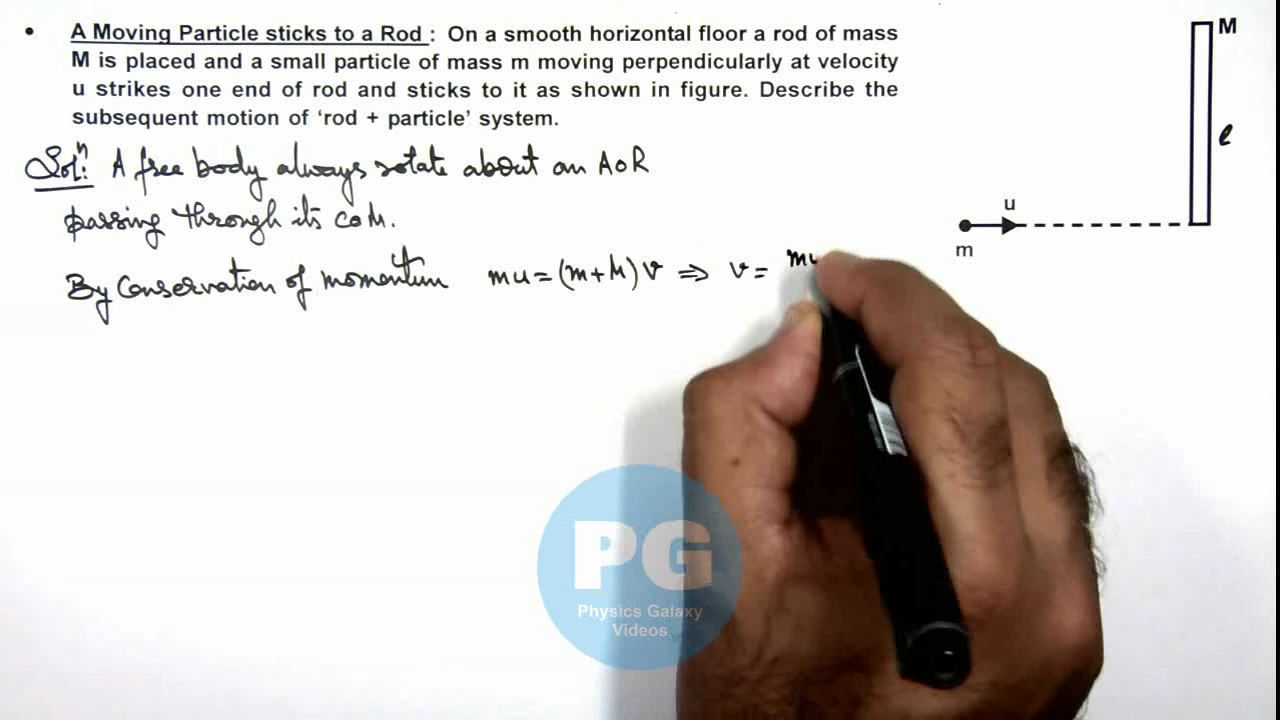 • A Moving Particle sticks to a Rod : On a smooth horizontal floor a rod of mass
M is placed and a small particle of mass m moving perpendicularly at velocity
u strikes one end of rod and sticks to it as shown in figure. Describe the
subsequent motion of ‘rod + particle’ system.
Solⁿ: A free body always rotate about an AoR
passing through its coM.
By Conservation of momentum mu = (m+M) v ⇒ v = mu
M
ℓ
u
m
PG
Physics Galaxy
Videos